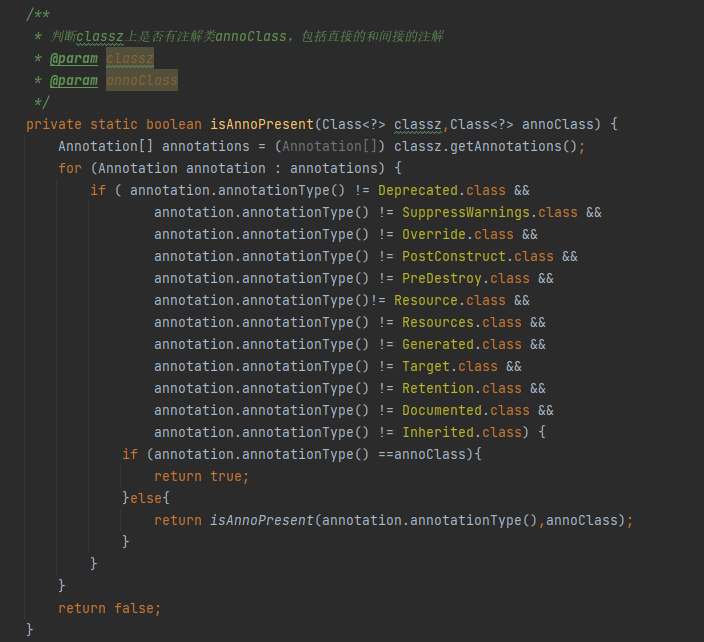 /**
 * 判断classz上是否有注解类annoClass，包括直接的和间接的注解
 * @param classz
 * @param annoClass
 */
private static boolean isAnnoPresent(Class<?> classz,Class<?> annoClass) {
    Annotation[] annotations = (Annotation[]) classz.getAnnotations();
    for (Annotation annotation : annotations) {
        if ( annotation.annotationType() != Deprecated.class &&
                annotation.annotationType() != SuppressWarnings.class &&
                annotation.annotationType() != Override.class &&
                annotation.annotationType() != PostConstruct.class &&
                annotation.annotationType() != PreDestroy.class &&
                annotation.annotationType()!= Resource.class &&
                annotation.annotationType() != Resources.class &&
                annotation.annotationType() != Generated.class &&
                annotation.annotationType() != Target.class &&
                annotation.annotationType() != Retention.class &&
                annotation.annotationType() != Documented.class &&
                annotation.annotationType() != Inherited.class) {
            if (annotation.annotationType() ==annoClass){
                return true;
            }else{
                return isAnnoPresent(annotation.annotationType(),annoClass);
            }
        }
    }
    return false;
}